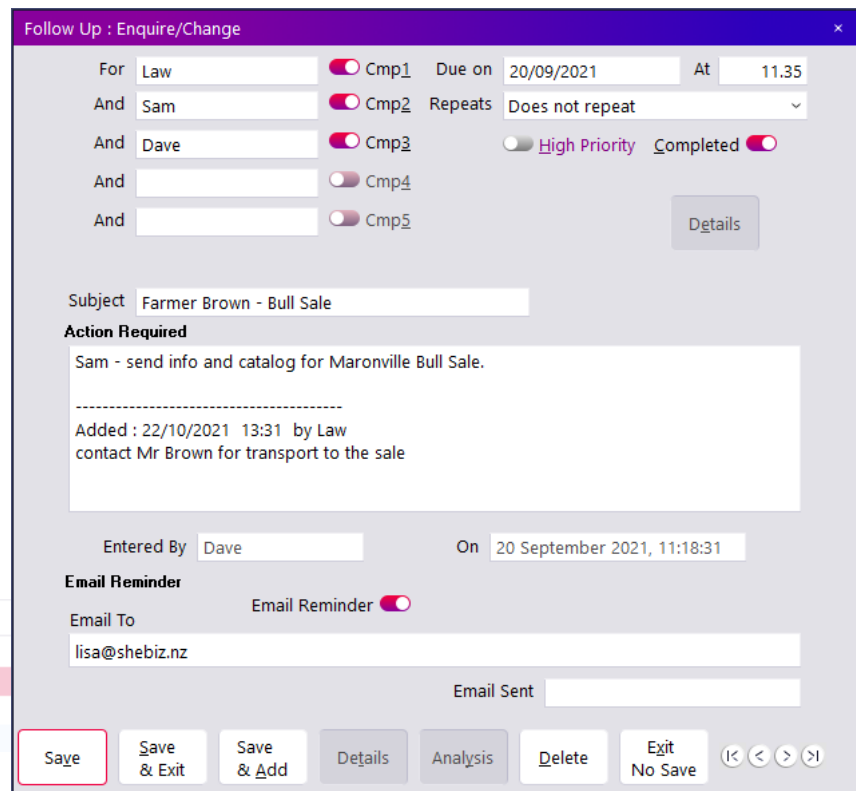 Follow Up : Enquire/Change ×
For Law Cmp1 Due on 20/09/2021 At 11.35
And Sam Cmp2 Repeats Does not repeat
And Dave Cmp3 High Priority Completed
And Cmp4
And Cmp5
Details
Subject Farmer Brown - Bull Sale
Action Required
Sam - send info and catalog for Maronville Bull Sale.
----------------------------------------
Added : 22/10/2021 13:31 by Law
contact Mr Brown for transport to the sale
Entered By Dave On 20 September 2021, 11:18:31
Email Reminder
Email Reminder
Email To
lisa@shebiz.nz
Email Sent
Save
Save & Exit
Save & Add
Details
Analysis
Delete
Exit No Save